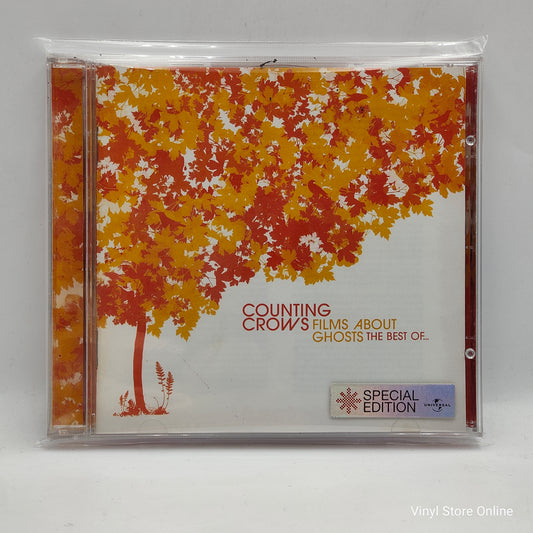 COUNTING
CROWS FILMS ABOUT
GHOSTS THE BEST OF...
SPECIAL
EDITION
UNIVERSAL
Vinyl Store Online